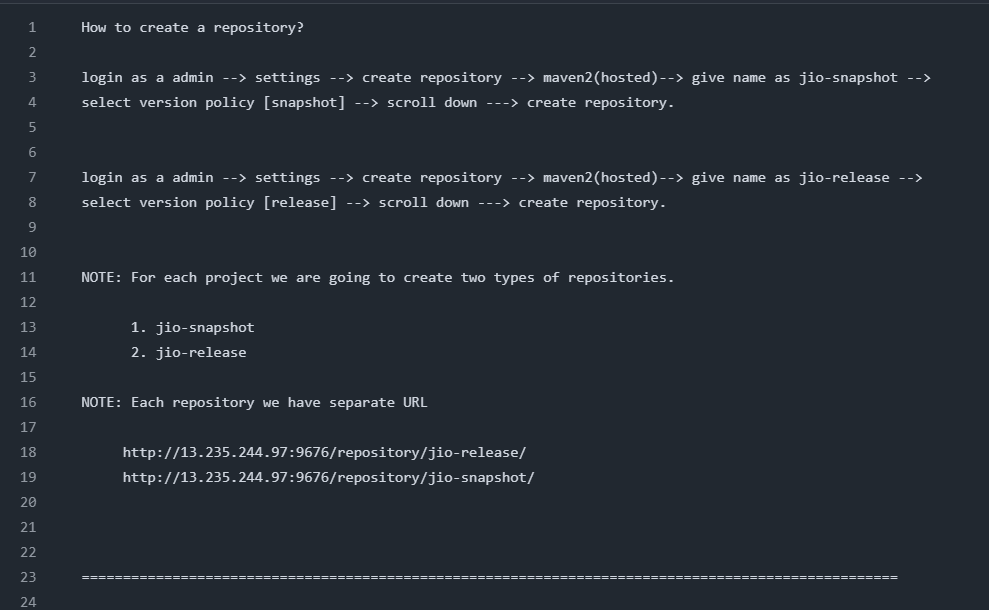 1 How to create a repository?
2
3 login as a admin --> settings --> create repository --> maven2(hosted)--> give name as jio-snapshot -->
4 select version policy [snapshot] --> scroll down ---> create repository.
5
6
7 login as a admin --> settings --> create repository --> maven2(hosted)--> give name as jio-release -->
8 select version policy [release] --> scroll down ---> create repository.
9
10
11 NOTE: For each project we are going to create two types of repositories.
12
13 1. jio-snapshot
14 2. jio-release
15
16 NOTE: Each repository we have separate URL
17
18 http://13.235.244.97:9676/repository/jio-release/
19 http://13.235.244.97:9676/repository/jio-snapshot/
20
21
22
23 ===================================================================================================
24